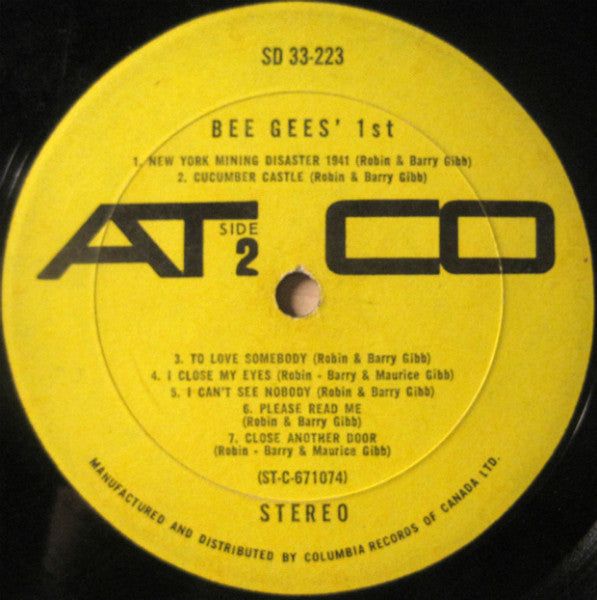 SD 33-223
BEE GEES' 1st
1. NEW YORK MINING DISASTER 1941 (Robin & Barry Gibb)
2. CUCUMBER CASTLE (Robin & Barry Gibb)
ATCO
SIDE
2
3. TO LOVE SOMEBODY (Robin & Barry Gibb)
4. I CLOSE MY EYES (Robin - Barry & Maurice Gibb)
5. I CAN'T SEE NOBODY (Robin & Barry Gibb)
6. PLEASE READ ME
(Robin & Barry Gibb)
7. CLOSE ANOTHER DOOR
(Robin - Barry & Maurice Gibb)
(ST-C-671074)
STEREO
MANUFACTURED AND DISTRIBUTED BY COLUMBIA RECORDS OF CANADA LTD.